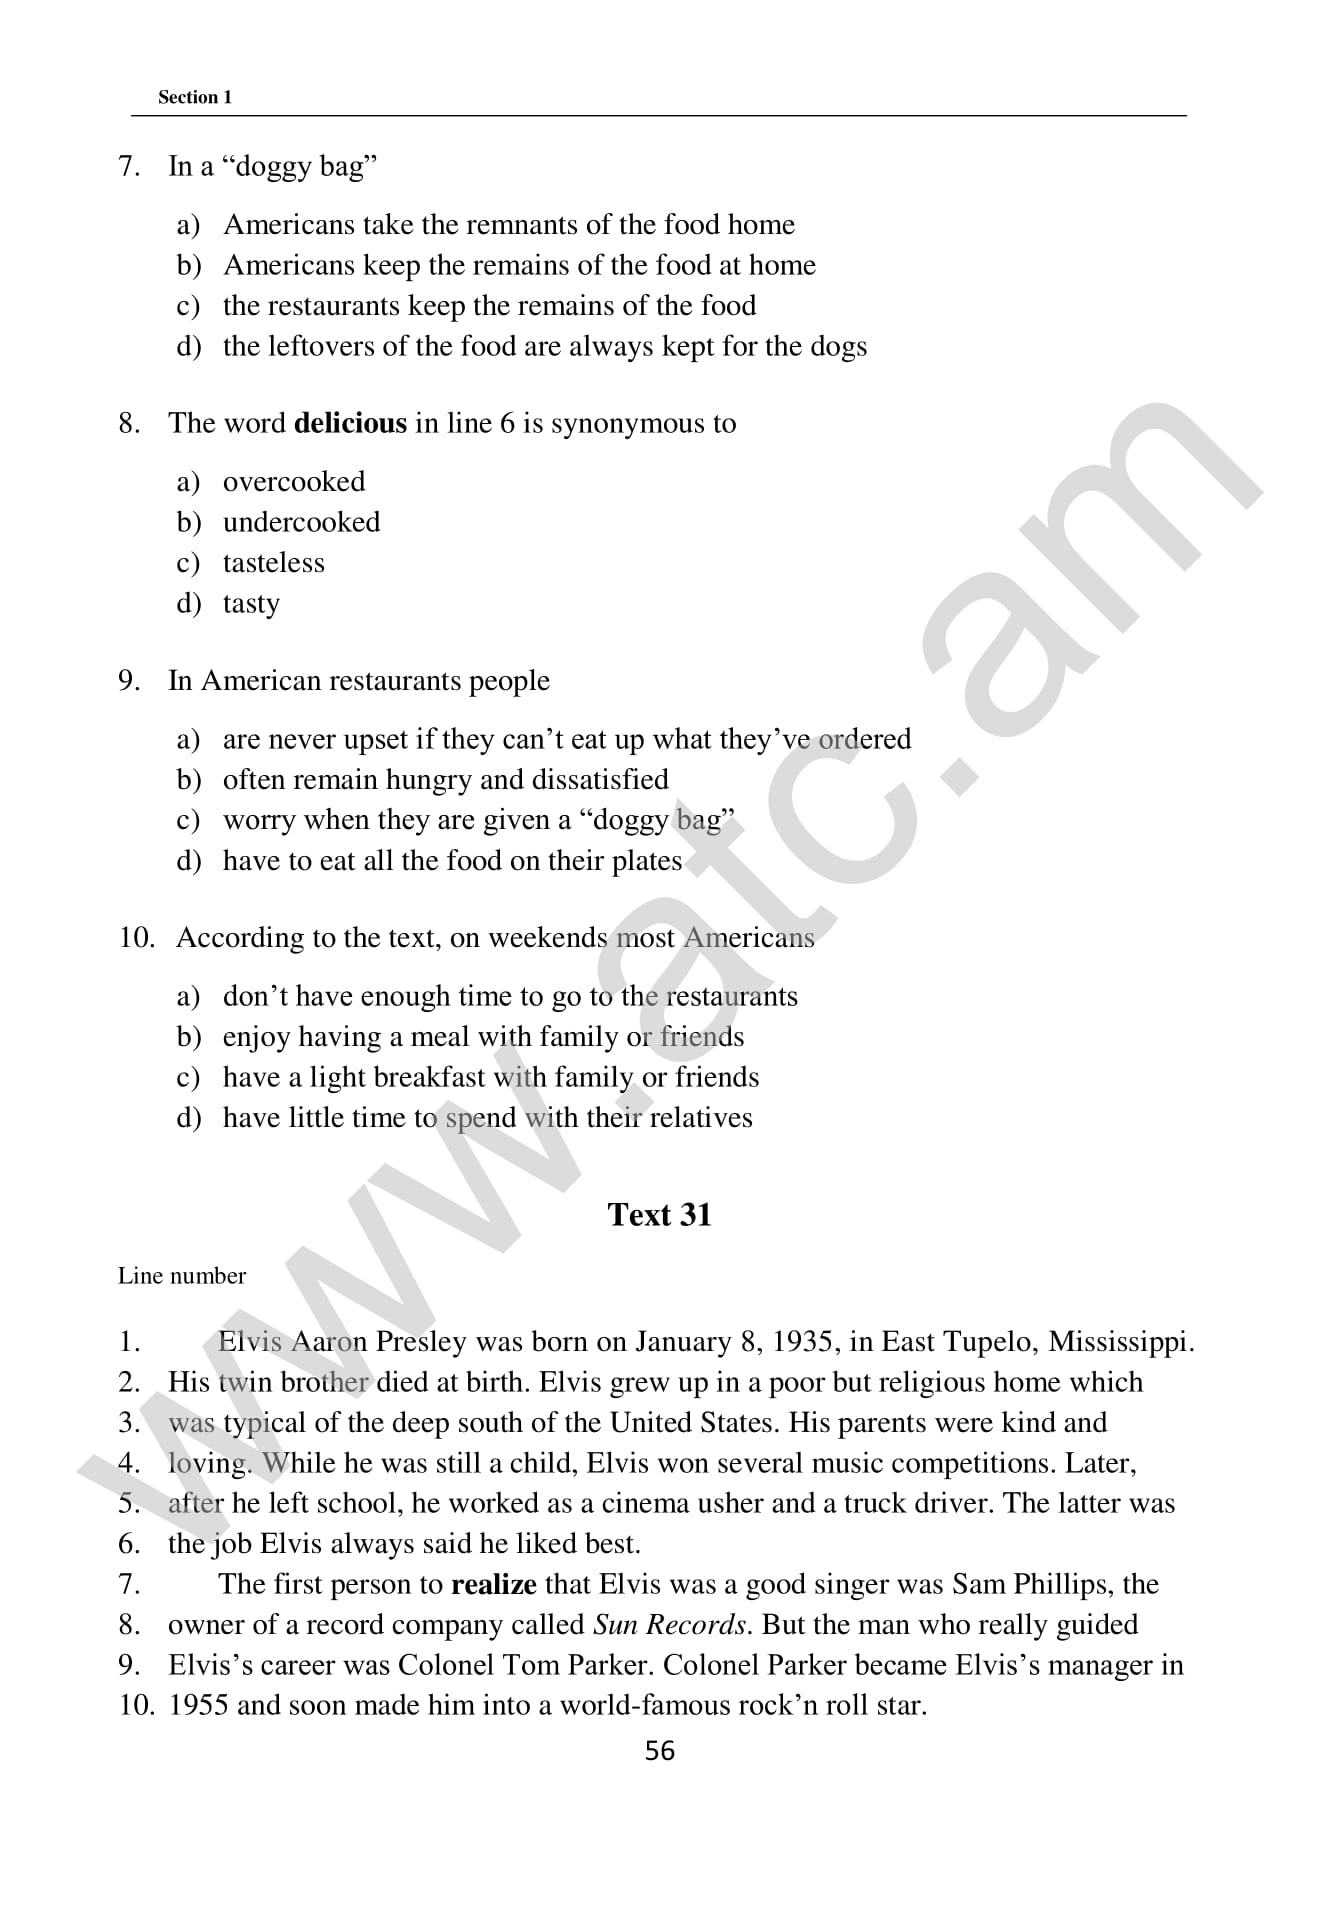 Section 1
7. In a “doggy bag”
a) Americans take the remnants of the food home
b) Americans keep the remains of the food at home
c) the restaurants keep the remains of the food
d) the leftovers of the food are always kept for the dogs
8. The word delicious in line 6 is synonymous to
a) overcooked
b) undercooked
c) tasteless
d) tasty
9. In American restaurants people
a) are never upset if they can’t eat up what they’ve ordered
b) often remain hungry and dissatisfied
c) worry when they are given a “doggy bag”
d) have to eat all the food on their plates
10. According to the text, on weekends most Americans
a) don’t have enough time to go to the restaurants
b) enjoy having a meal with family or friends
c) have a light breakfast with family or friends
d) have little time to spend with their relatives
Text 31
Line number
1. Elvis Aaron Presley was born on January 8, 1935, in East Tupelo, Mississippi.
2. His twin brother died at birth. Elvis grew up in a poor but religious home which
3. was typical of the deep south of the United States. His parents were kind and
4. loving. While he was still a child, Elvis won several music competitions. Later,
5. after he left school, he worked as a cinema usher and a truck driver. The latter was
6. the job Elvis always said he liked best.
7. The first person to realize that Elvis was a good singer was Sam Phillips, the
8. owner of a record company called Sun Records. But the man who really guided
9. Elvis’s career was Colonel Tom Parker. Colonel Parker became Elvis’s manager in
10. 1955 and soon made him into a world-famous rock’n roll star.
56
www.atc.am